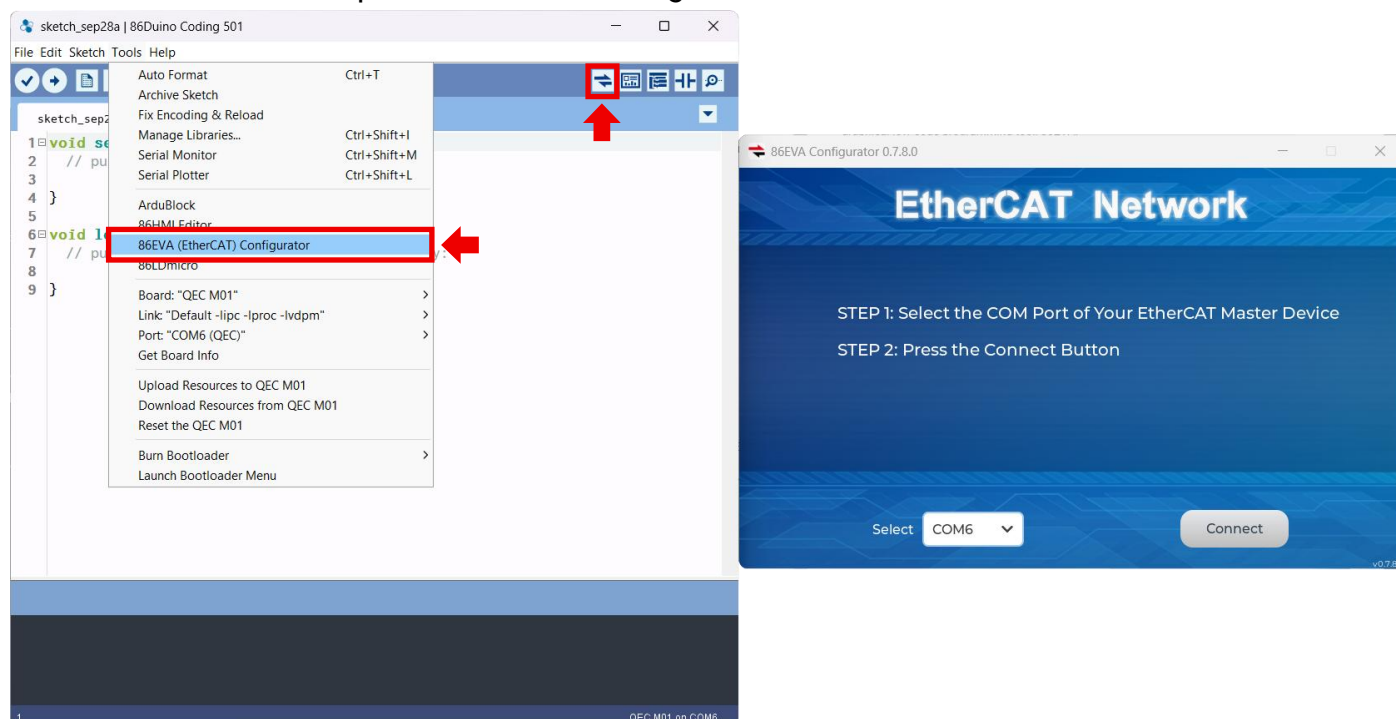 sketch_sep28a | 86Duino Coding 501
File Edit Sketch Tools Help
Auto Format Ctrl+T
Archive Sketch
Fix Encoding & Reload
Manage Libraries... Ctrl+Shift+I
Serial Monitor Ctrl+Shift+M
Serial Plotter Ctrl+Shift+L
ArduBlock
86HMI Editor
86EVA (EtherCAT) Configurator
86LDmicro
Board: "QEC M01"
Link: "Default -lipc -lproc -lvdpm"
Port: "COM6 (QEC)"
Get Board Info
Upload Resources to QEC M01
Download Resources from QEC M01
Reset the QEC M01
Burn Bootloader
Launch Bootloader Menu
sketch_sep2
1 void se
2 // pu
3
4 }
5
6 void lo
7 // pu y:
8
9 }
1 QEC M01 on COM6
86EVA Configurator 0.7.8.0
EtherCAT Network
STEP 1: Select the COM Port of Your EtherCAT Master Device
STEP 2: Press the Connect Button
Select COM6 Connect
v0.7.8